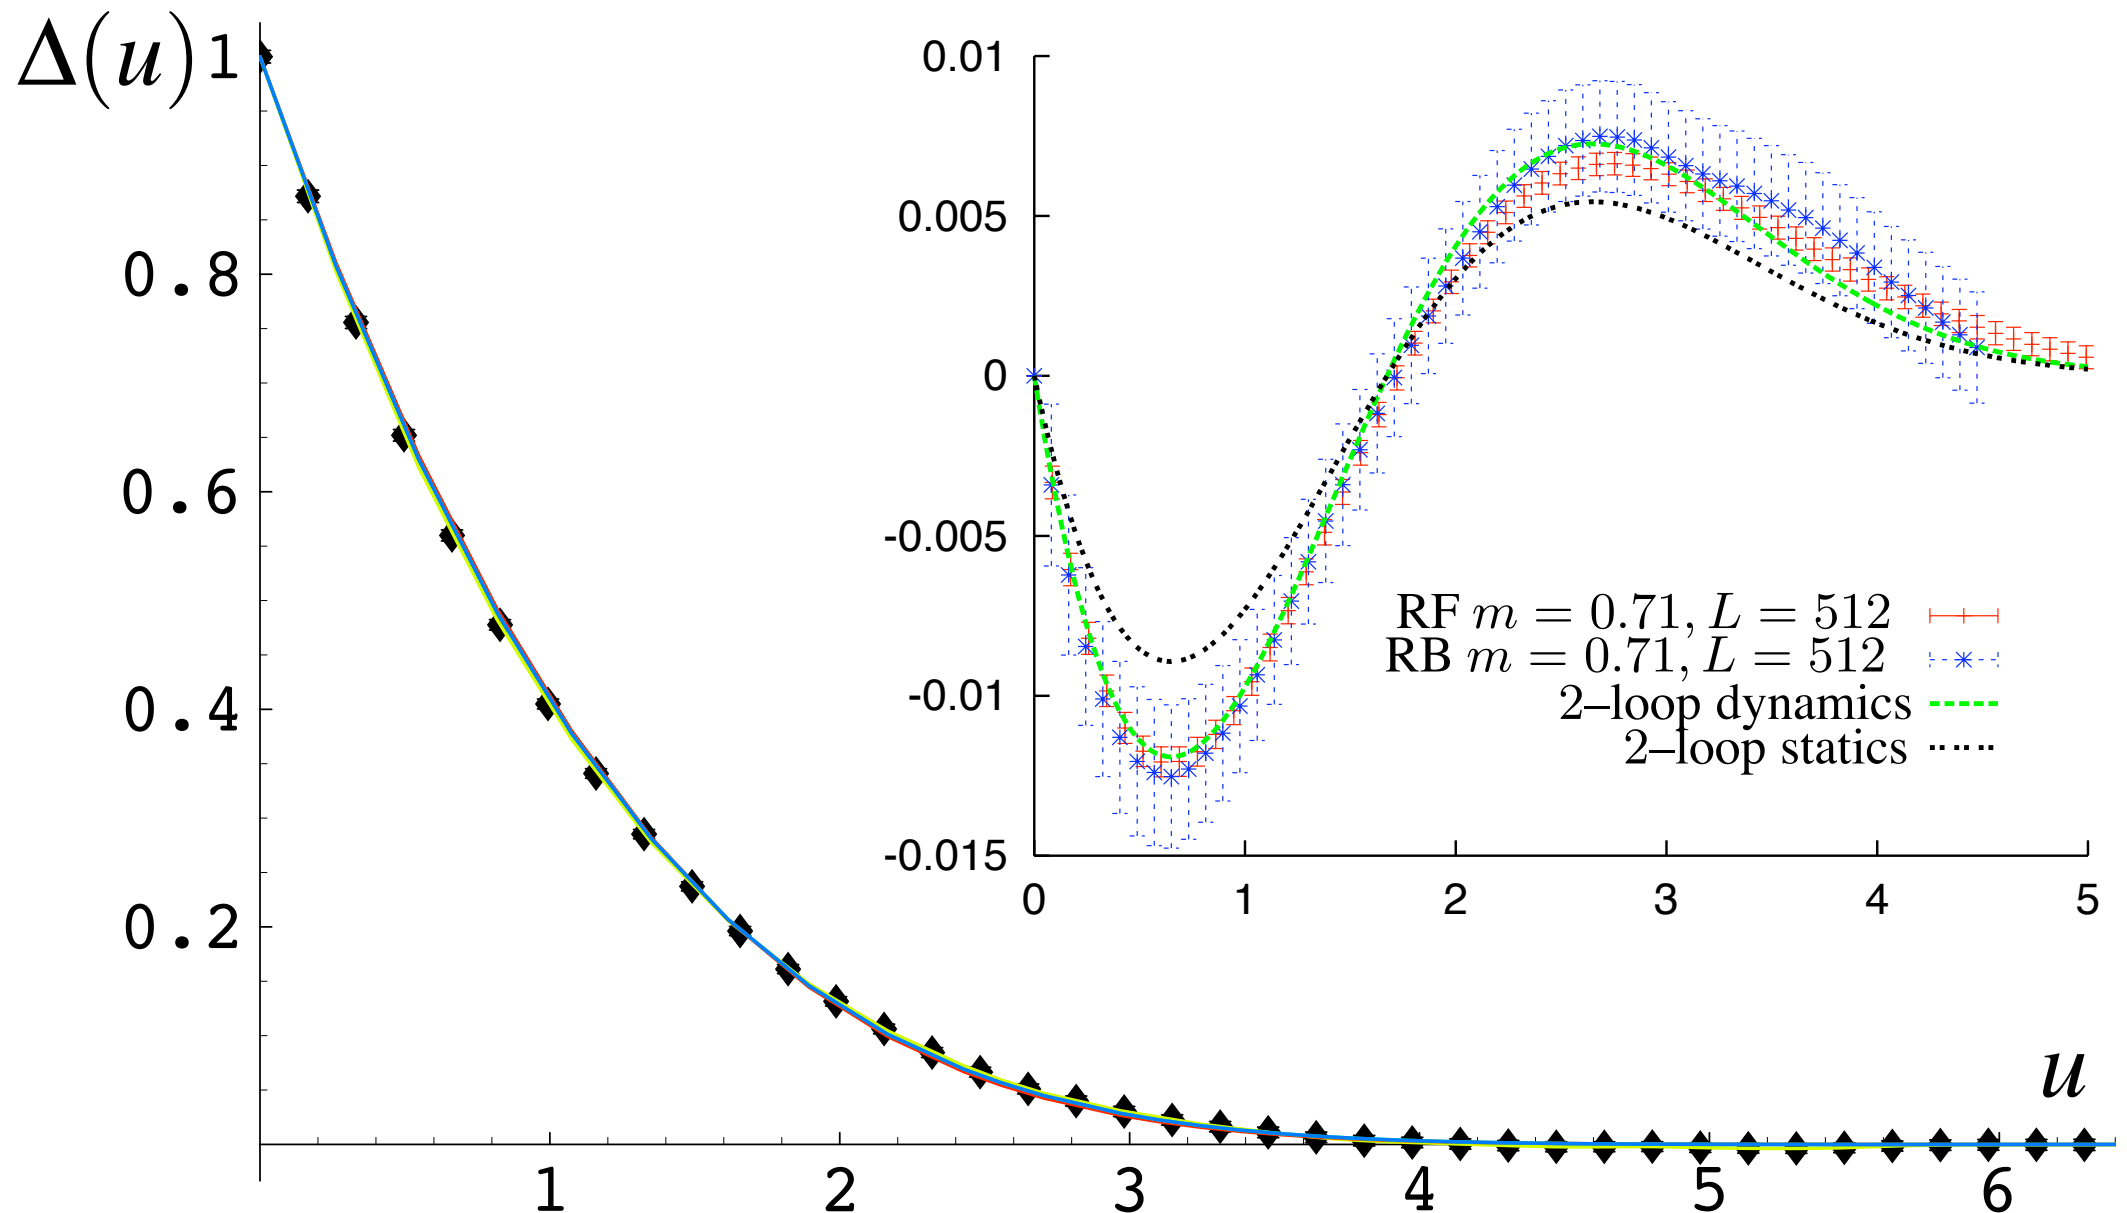 Δ(u)
1
0.8
0.6
0.4
0.2
1 2 3 4 5 6
u
0.01
0.005
0
-0.005
-0.01
-0.015
0 1 2 3 4 5
RF m = 0.71, L = 512
RB m = 0.71, L = 512
2–loop dynamics
2–loop statics